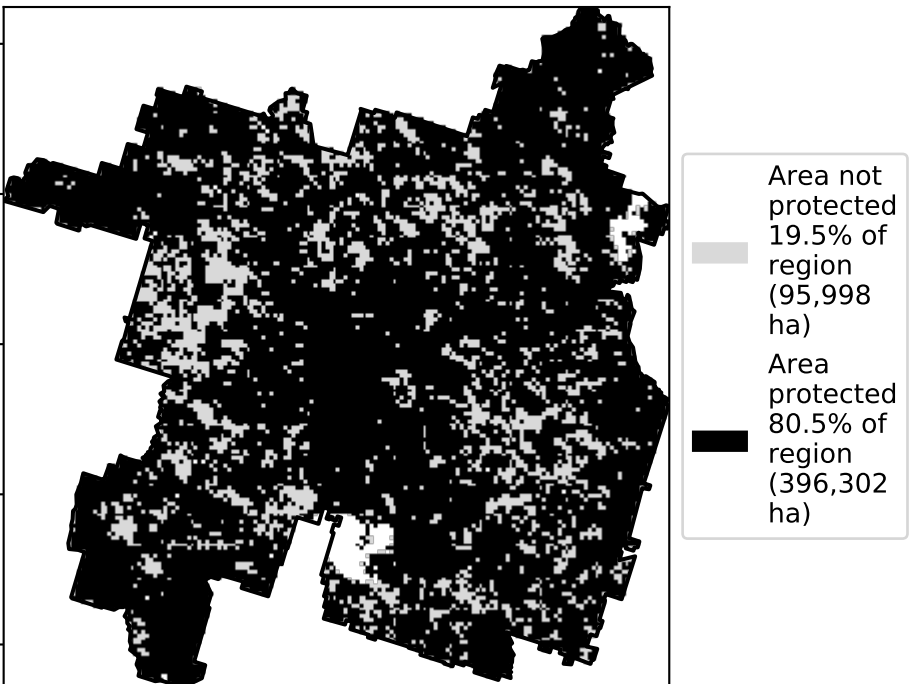 Area not
protected
19.5% of
region
(95,998
ha)
Area
protected
80.5% of
region
(396,302
ha)